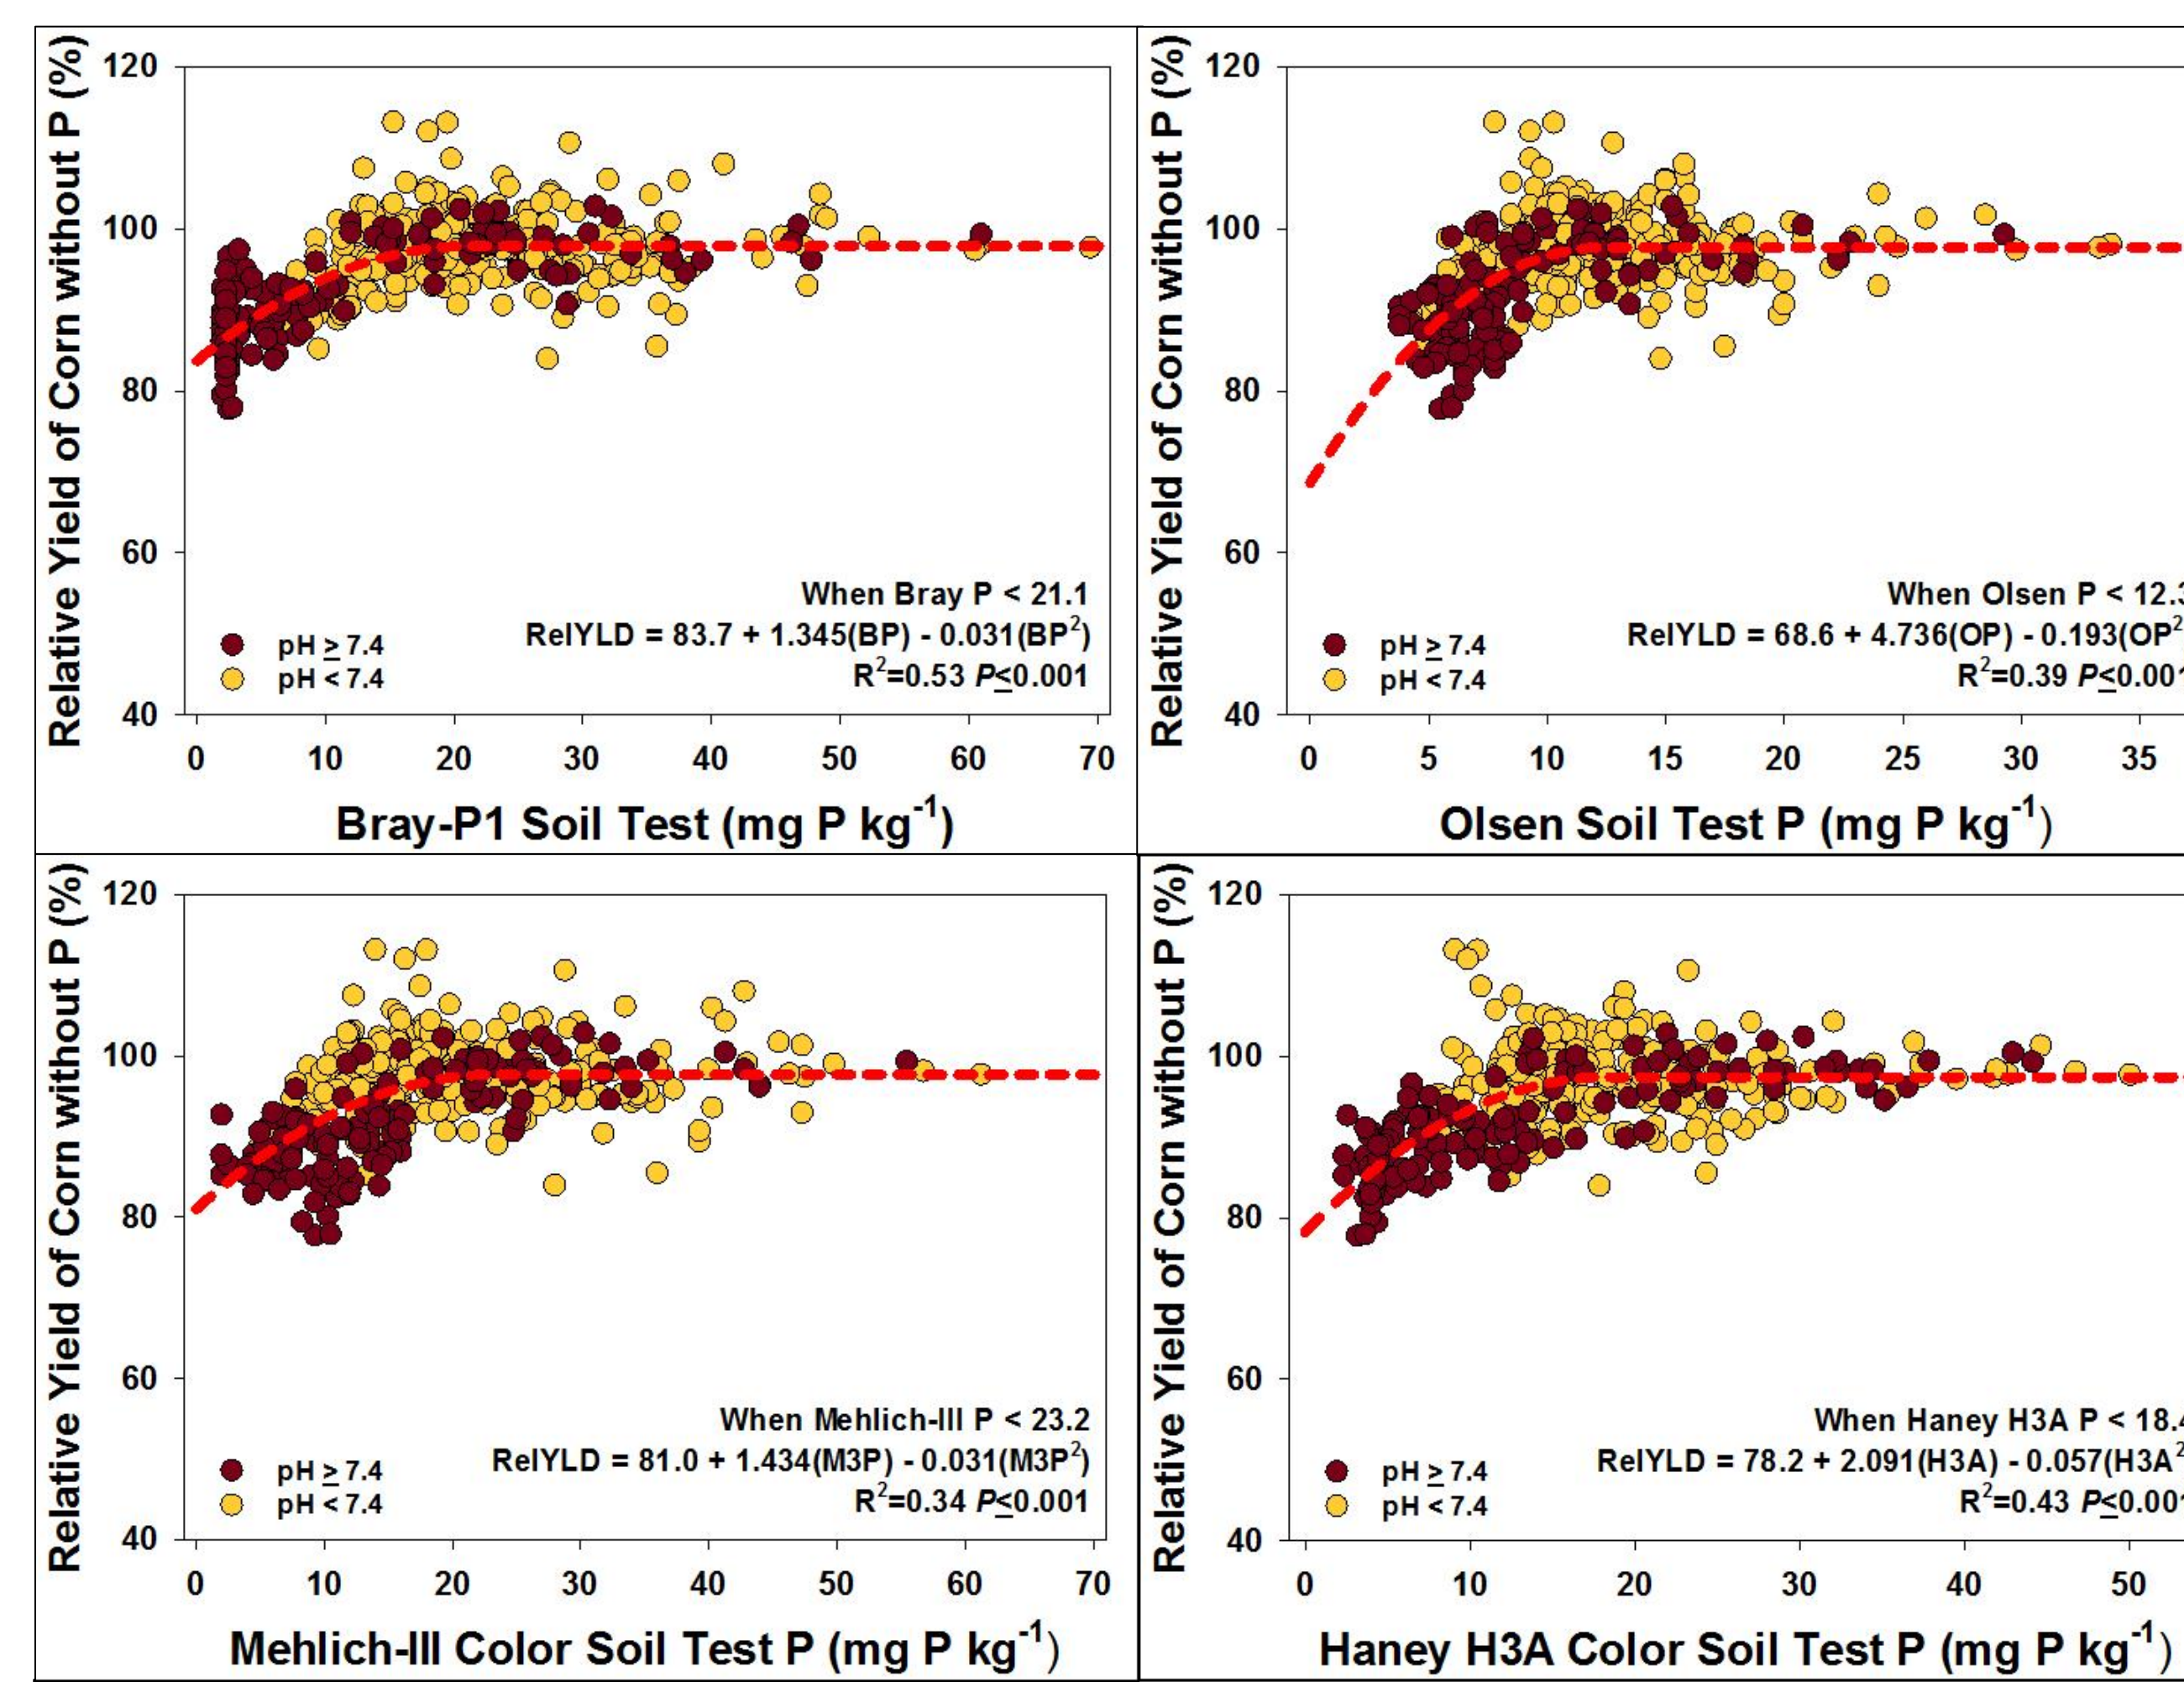 Relative Yield of Corn without P (%)
120
100
80
60
40
When Bray P < 21.1
RelYLD = 83.7 + 1.345(BP) - 0.031(BP²)
R²=0.53 P≤0.001
pH ≥ 7.4
pH < 7.4
0 10 20 30 40 50 60 70
Bray-P1 Soil Test (mg P kg⁻¹)
Relative Yield of Corn without P (%)
120
100
80
60
40
When Olsen P < 12.3
RelYLD = 68.6 + 4.736(OP) - 0.193(OP²
R²=0.39 P≤0.001
pH ≥ 7.4
pH < 7.4
0 5 10 15 20 25 30 35
Olsen Soil Test P (mg P kg⁻¹)
Relative Yield of Corn without P (%)
120
100
80
60
40
When Mehlich-III P < 23.2
RelYLD = 81.0 + 1.434(M3P) - 0.031(M3P²)
R²=0.34 P≤0.001
pH ≥ 7.4
pH < 7.4
0 10 20 30 40 50 60 70
Mehlich-III Color Soil Test P (mg P kg⁻¹)
Relative Yield of Corn without P (%)
120
100
80
60
40
When Haney H3A P < 18.4
RelYLD = 78.2 + 2.091(H3A) - 0.057(H3A²
R²=0.43 P≤0.001
pH ≥ 7.4
pH < 7.4
0 10 20 30 40 50
Haney H3A Color Soil Test P (mg P kg⁻¹)